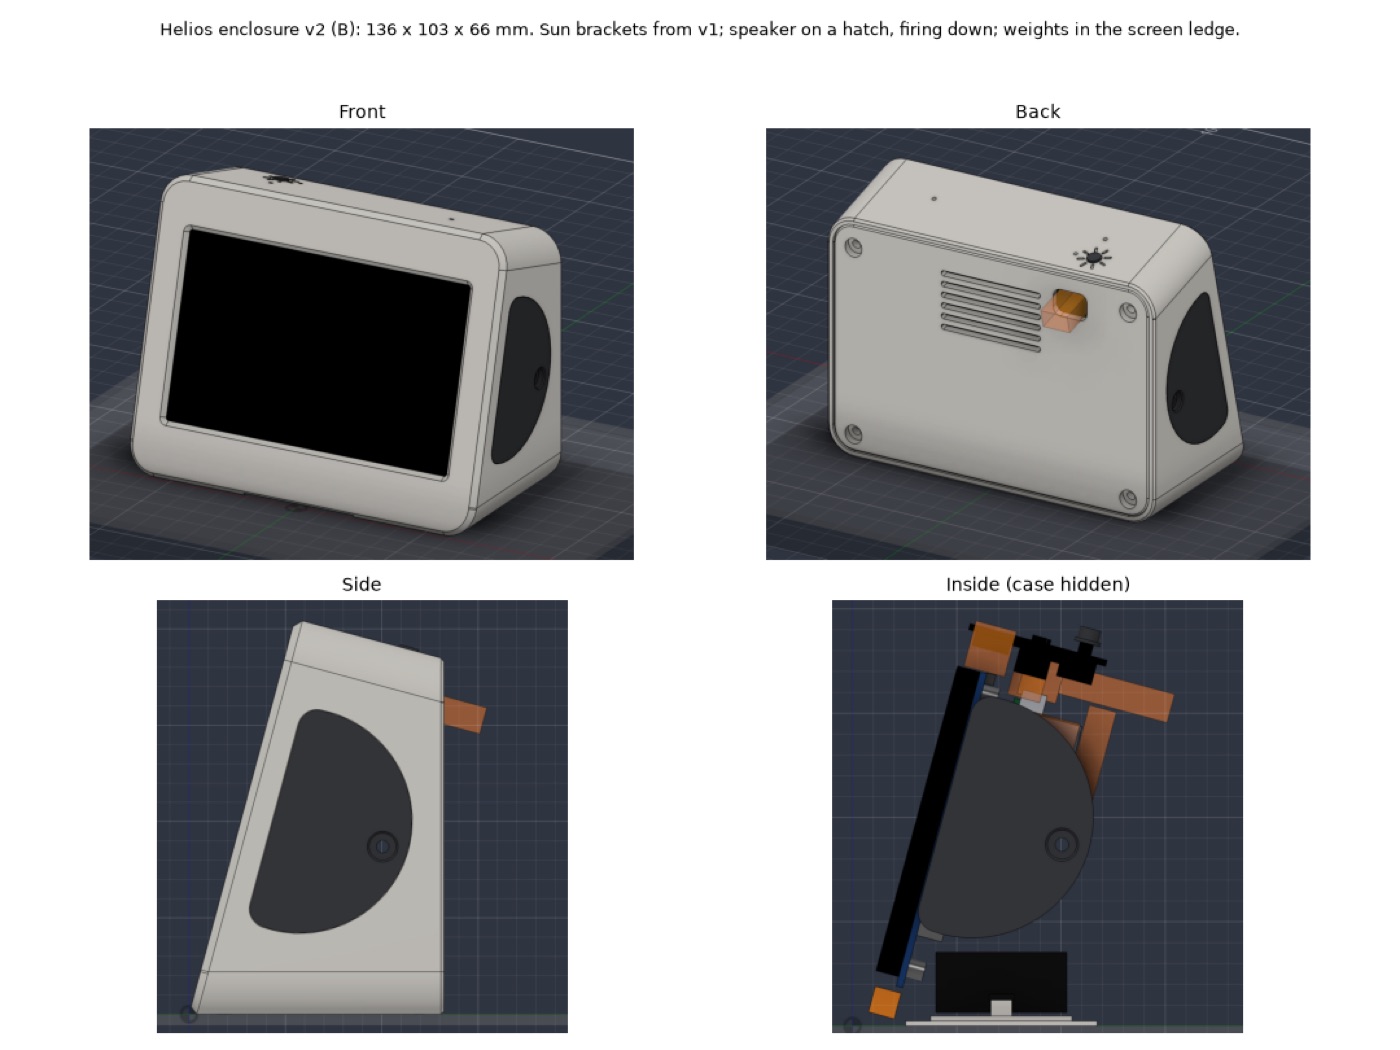 Helios enclosure v2 (B): 136 x 103 x 66 mm. Sun brackets from v1; speaker on a hatch, firing down; weights in the screen ledge.
Front
Back
Side
Inside (case hidden)